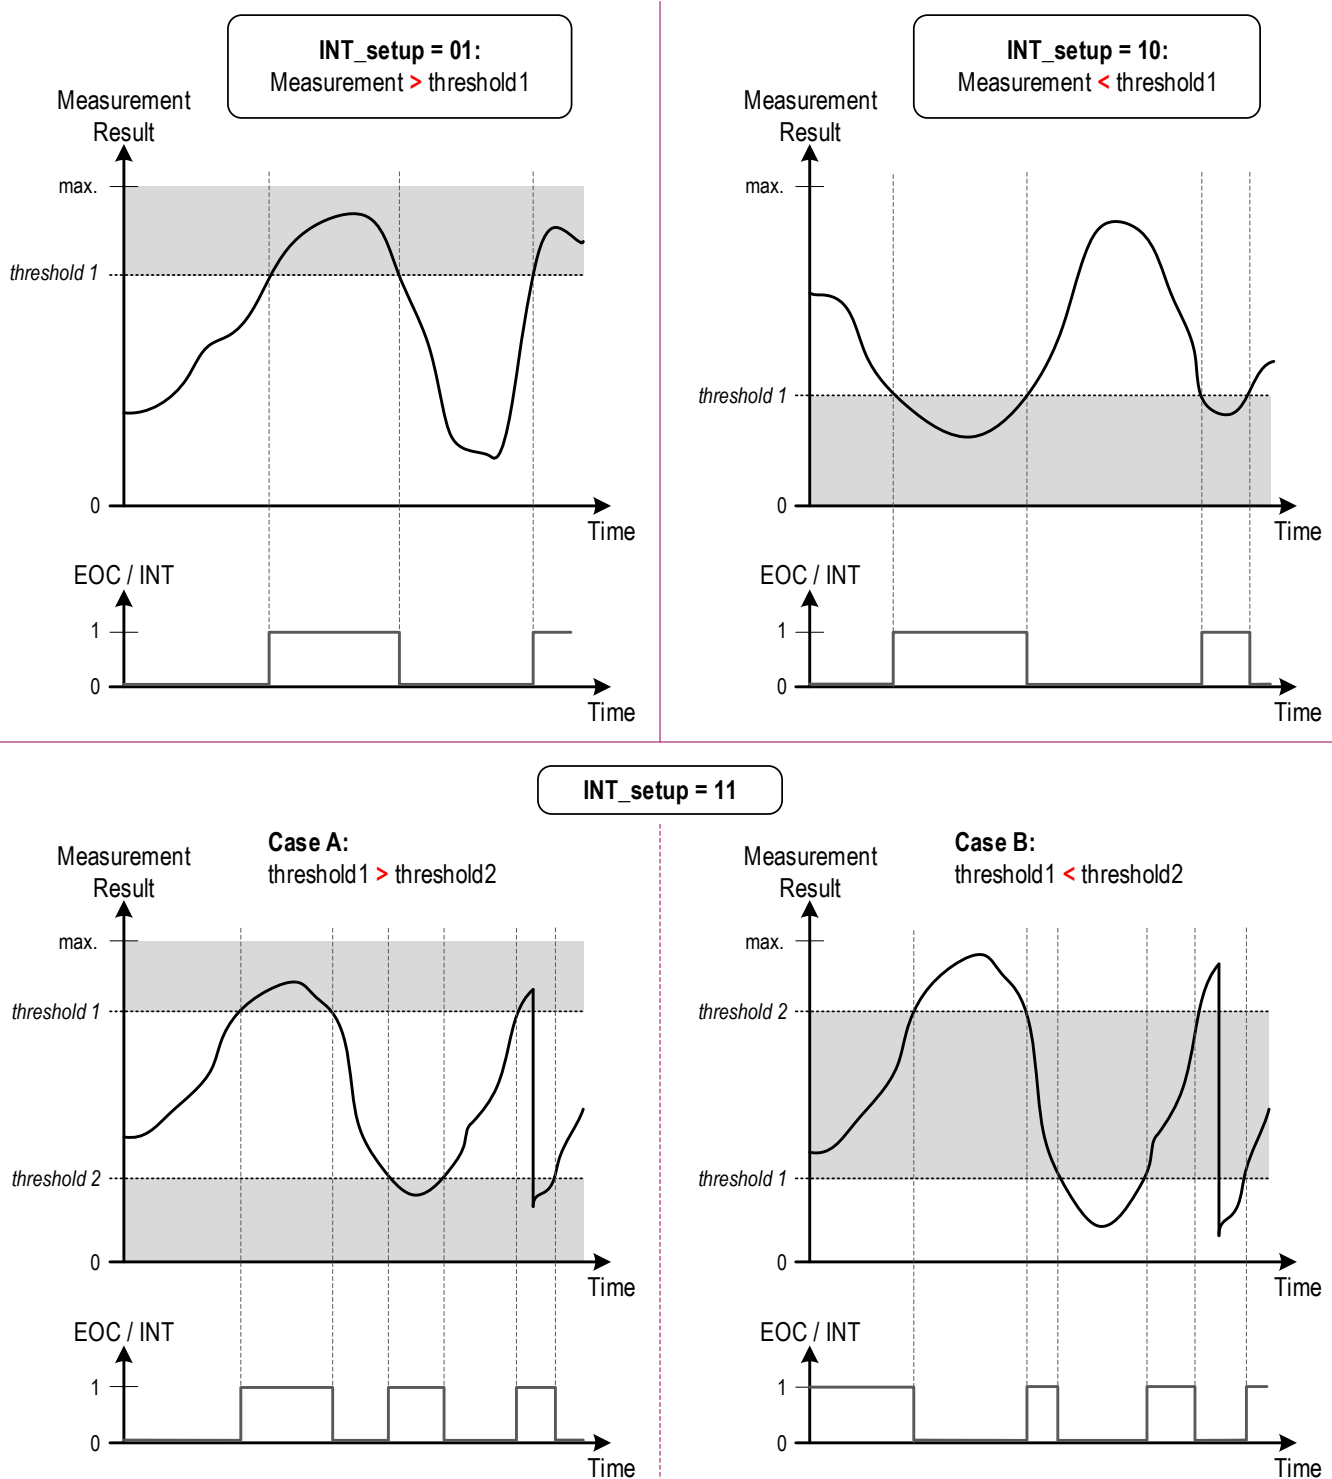 INT_setup = 01:
Measurement > threshold1
Measurement
Result
max.
threshold 1
0
Time
EOC / INT
1
0
Time
INT_setup = 10:
Measurement < threshold1
Measurement
Result
max.
threshold 1
0
Time
EOC / INT
1
0
Time
INT_setup = 11
Case A:
threshold1 > threshold2
Measurement
Result
max.
threshold 1
threshold 2
0
Time
EOC / INT
1
0
Time
Case B:
threshold1 < threshold2
Measurement
Result
max.
threshold 2
threshold 1
0
Time
EOC / INT
1
0
Time